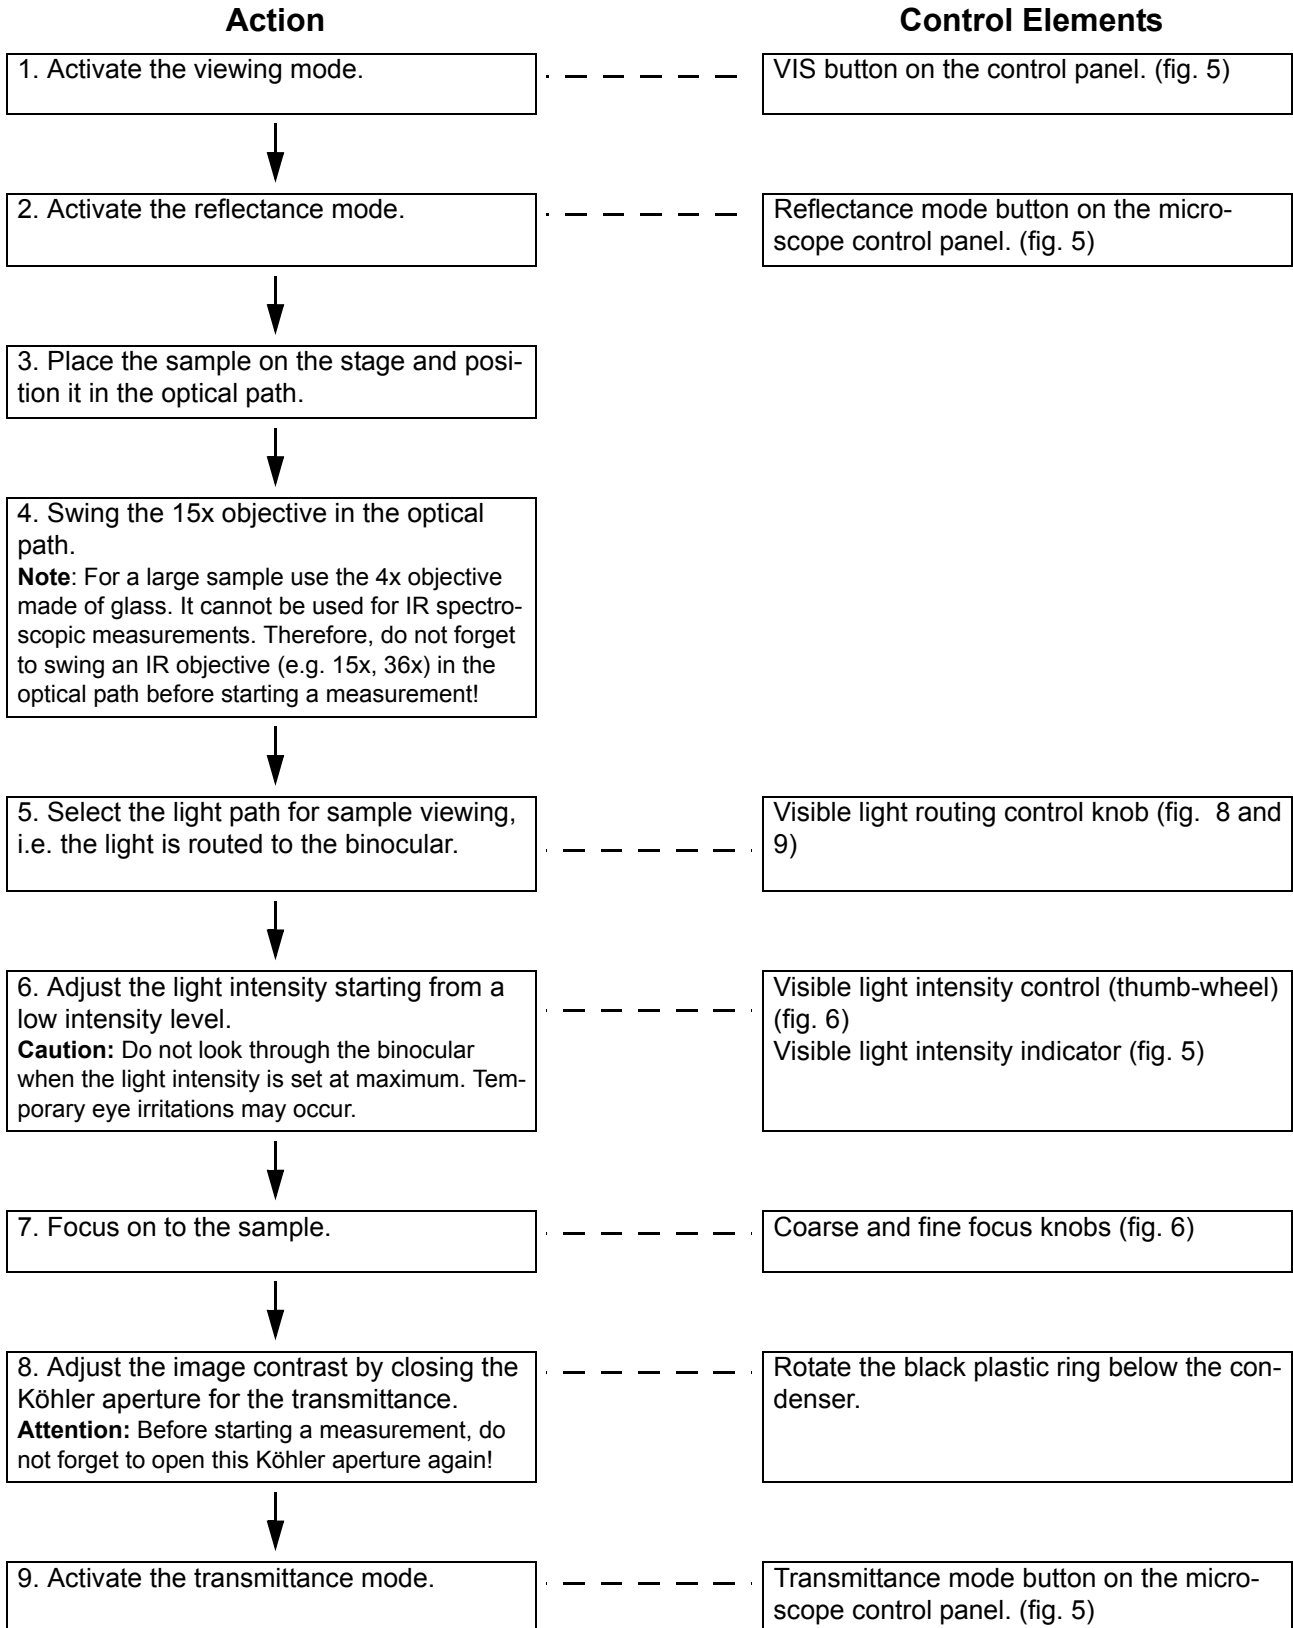 Action
Control Elements
1. Activate the viewing mode.
VIS button on the control panel. (fig. 5)
2. Activate the reflectance mode.
Reflectance mode button on the micro-
scope control panel. (fig. 5)
3. Place the sample on the stage and posi-
tion it in the optical path.
4. Swing the 15x objective in the optical
path.
Note: For a large sample use the 4x objective
made of glass. It cannot be used for IR spectro-
scopic measurements. Therefore, do not forget
to swing an IR objective (e.g. 15x, 36x) in the
optical path before starting a measurement!
5. Select the light path for sample viewing,
i.e. the light is routed to the binocular.
Visible light routing control knob (fig.  8 and
9)
6. Adjust the light intensity starting from a
low intensity level.
Caution: Do not look through the binocular
when the light intensity is set at maximum. Tem-
porary eye irritations may occur.
Visible light intensity control (thumb-wheel)
(fig. 6)
Visible light intensity indicator (fig. 5)
7. Focus on to the sample.
Coarse and fine focus knobs (fig. 6)
8. Adjust the image contrast by closing the
Köhler aperture for the transmittance.
Attention: Before starting a measurement, do
not forget to open this Köhler aperture again!
Rotate the black plastic ring below the con-
denser.
9. Activate the transmittance mode.
Transmittance mode button on the micro-
scope control panel. (fig. 5)